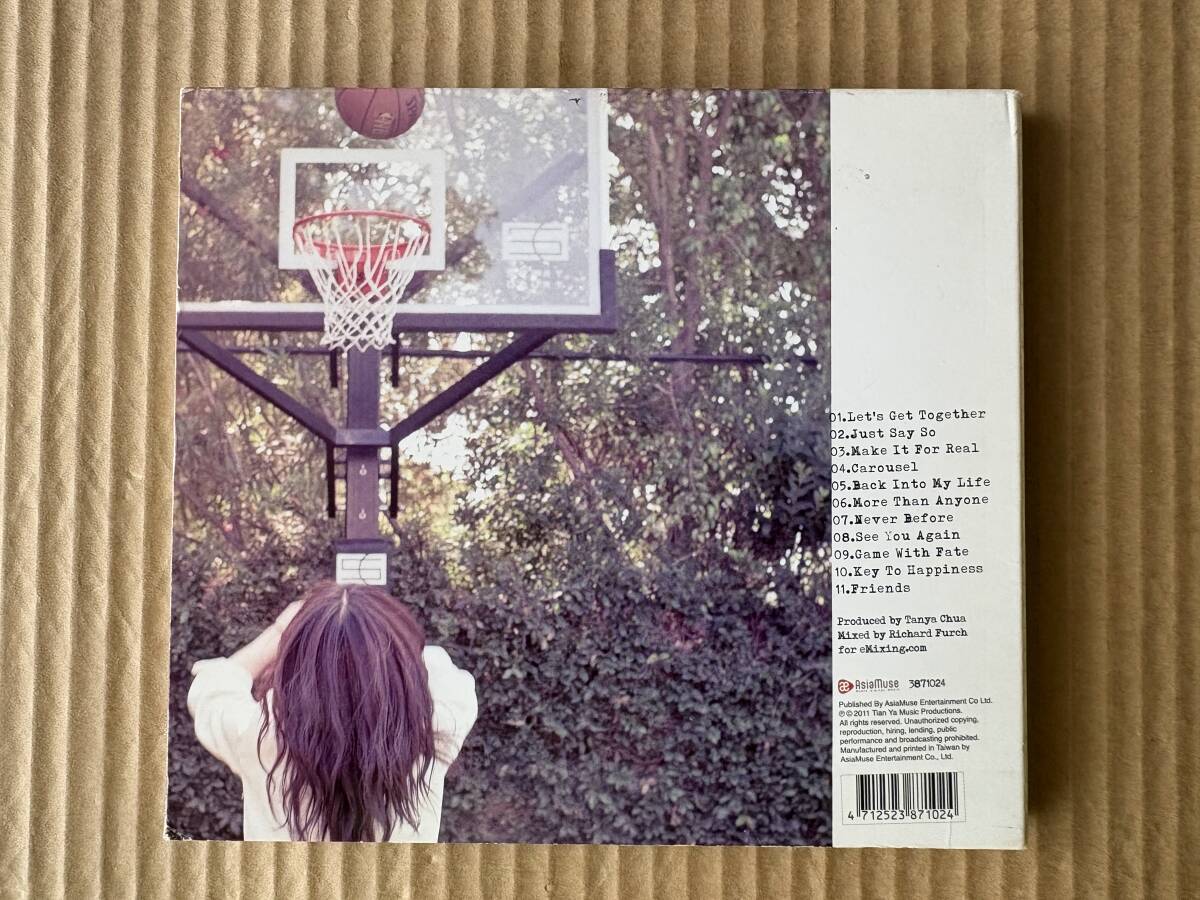 01.Let's Get Together
02.Just Say So
03.Make It For Real
04.Carousel
05.Back Into My Life
06.More Than Anyone
07.Never Before
08.See You Again
09.Game With Fate
10.Key To Happiness
11.Friends
Produced by Tanya Chua
Mixed by Richard Furch
for eMixing.com
æ AsiaMuse 3871024
Published By AsiaMuse Entertainment Co Ltd.
℗ © 2011 Tian Ya Music Productions.
All rights reserved. Unauthorized copying,
reproduction, hiring, lending, public
performance and broadcasting prohibited.
Manufactured and printed in Taiwan by
AsiaMuse Entertainment Co., Ltd.
4 712523 871024